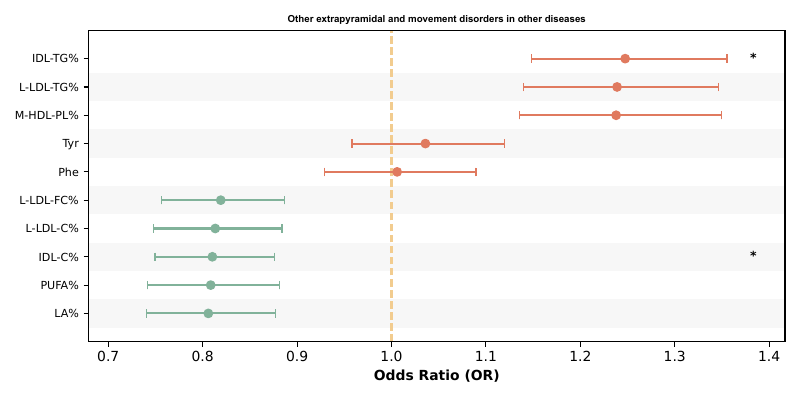 Other extrapyramidal and movement disorders in other diseases
IDL-TG% *
L-LDL-TG%
M-HDL-PL%
Tyr
Phe
L-LDL-FC%
L-LDL-C%
IDL-C% *
PUFA%
LA%
0.7 0.8 0.9 1.0 1.1 1.2 1.3 1.4
Odds Ratio (OR)